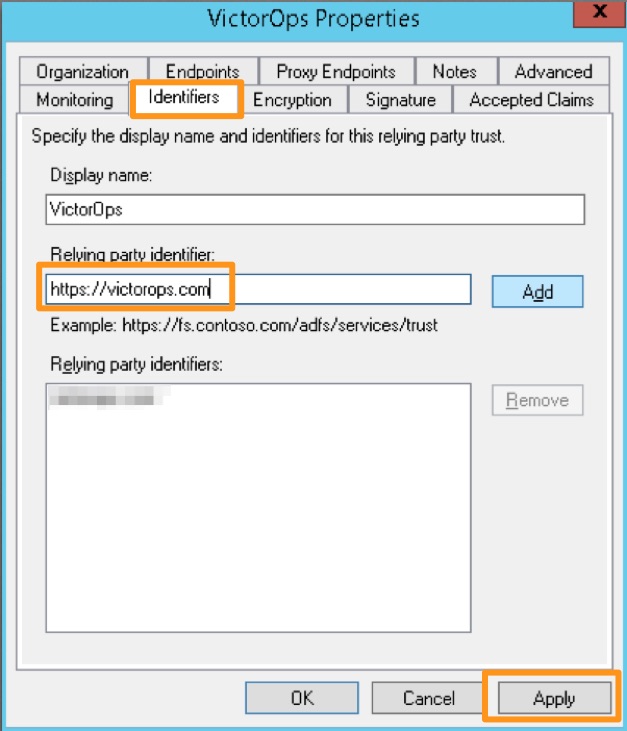 VictorOps Properties
X
Organization Endpoints Proxy Endpoints Notes Advanced
Monitoring Identifiers Encryption Signature Accepted Claims
Specify the display name and identifiers for this relying party trust.
Display name:
VictorOps
Relying party identifier:
https://victorops.com
Add
Example: https://fs.contoso.com/adfs/services/trust
Relying party identifiers:
Remove
OK Cancel Apply